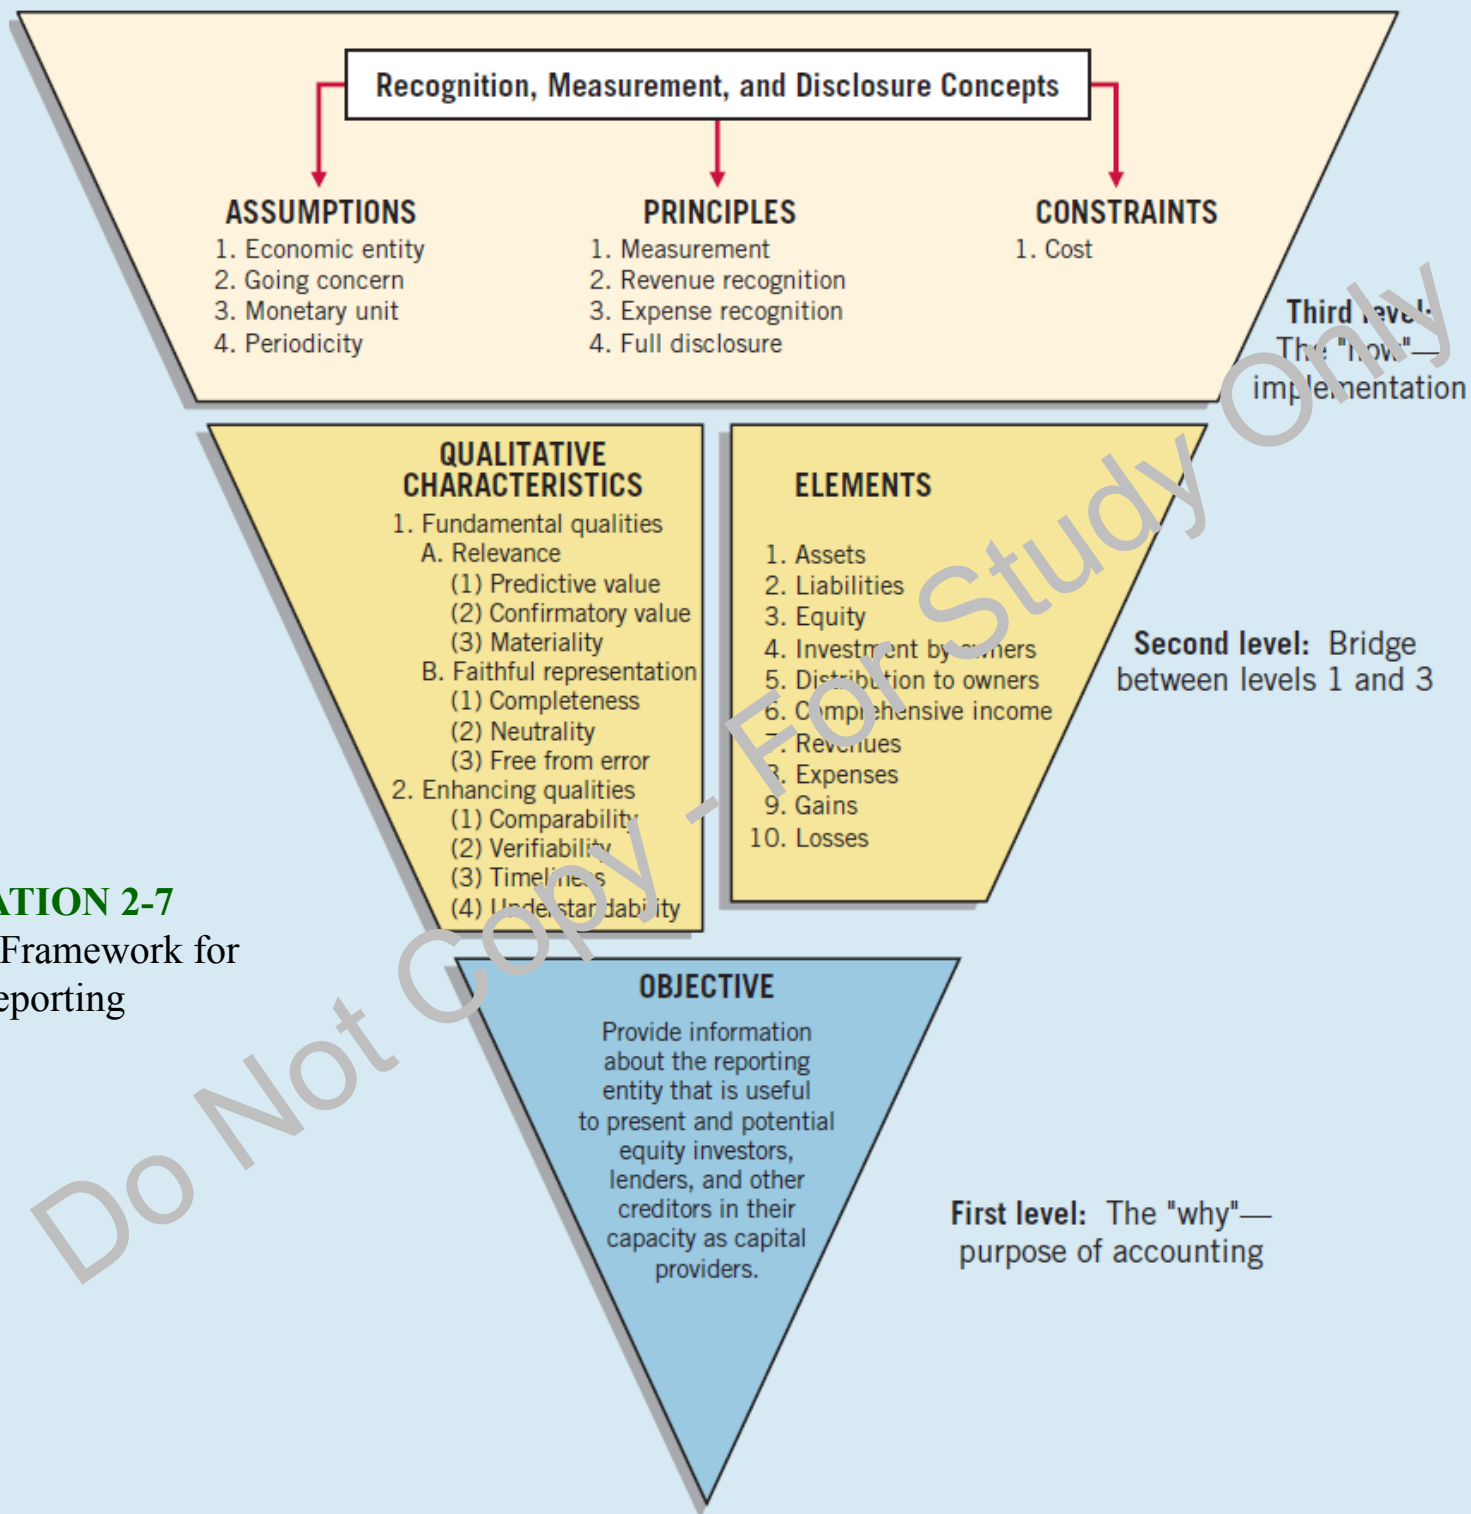 Recognition, Measurement, and Disclosure Concepts
ASSUMPTIONS
1. Economic entity
2. Going concern
3. Monetary unit
4. Periodicity
PRINCIPLES
1. Measurement
2. Revenue recognition
3. Expense recognition
4. Full disclosure
CONSTRAINTS
1. Cost
Third level:
The "how"—
implementation
QUALITATIVE
CHARACTERISTICS
1. Fundamental qualities
A. Relevance
(1) Predictive value
(2) Confirmatory value
(3) Materiality
B. Faithful representation
(1) Completeness
(2) Neutrality
(3) Free from error
2. Enhancing qualities
(1) Comparability
(2) Verifiability
(3) Timeliness
(4) Understandability
ELEMENTS
1. Assets
2. Liabilities
3. Equity
4. Investment by owners
5. Distribution to owners
6. Comprehensive income
7. Revenues
8. Expenses
9. Gains
10. Losses
Second level: Bridge
between levels 1 and 3
ATION 2-7
Framework for
eporting
OBJECTIVE
Provide information
about the reporting
entity that is useful
to present and potential
equity investors,
lenders, and other
creditors in their
capacity as capital
providers.
First level: The "why"—
purpose of accounting
Do Not Copy - For Study Only